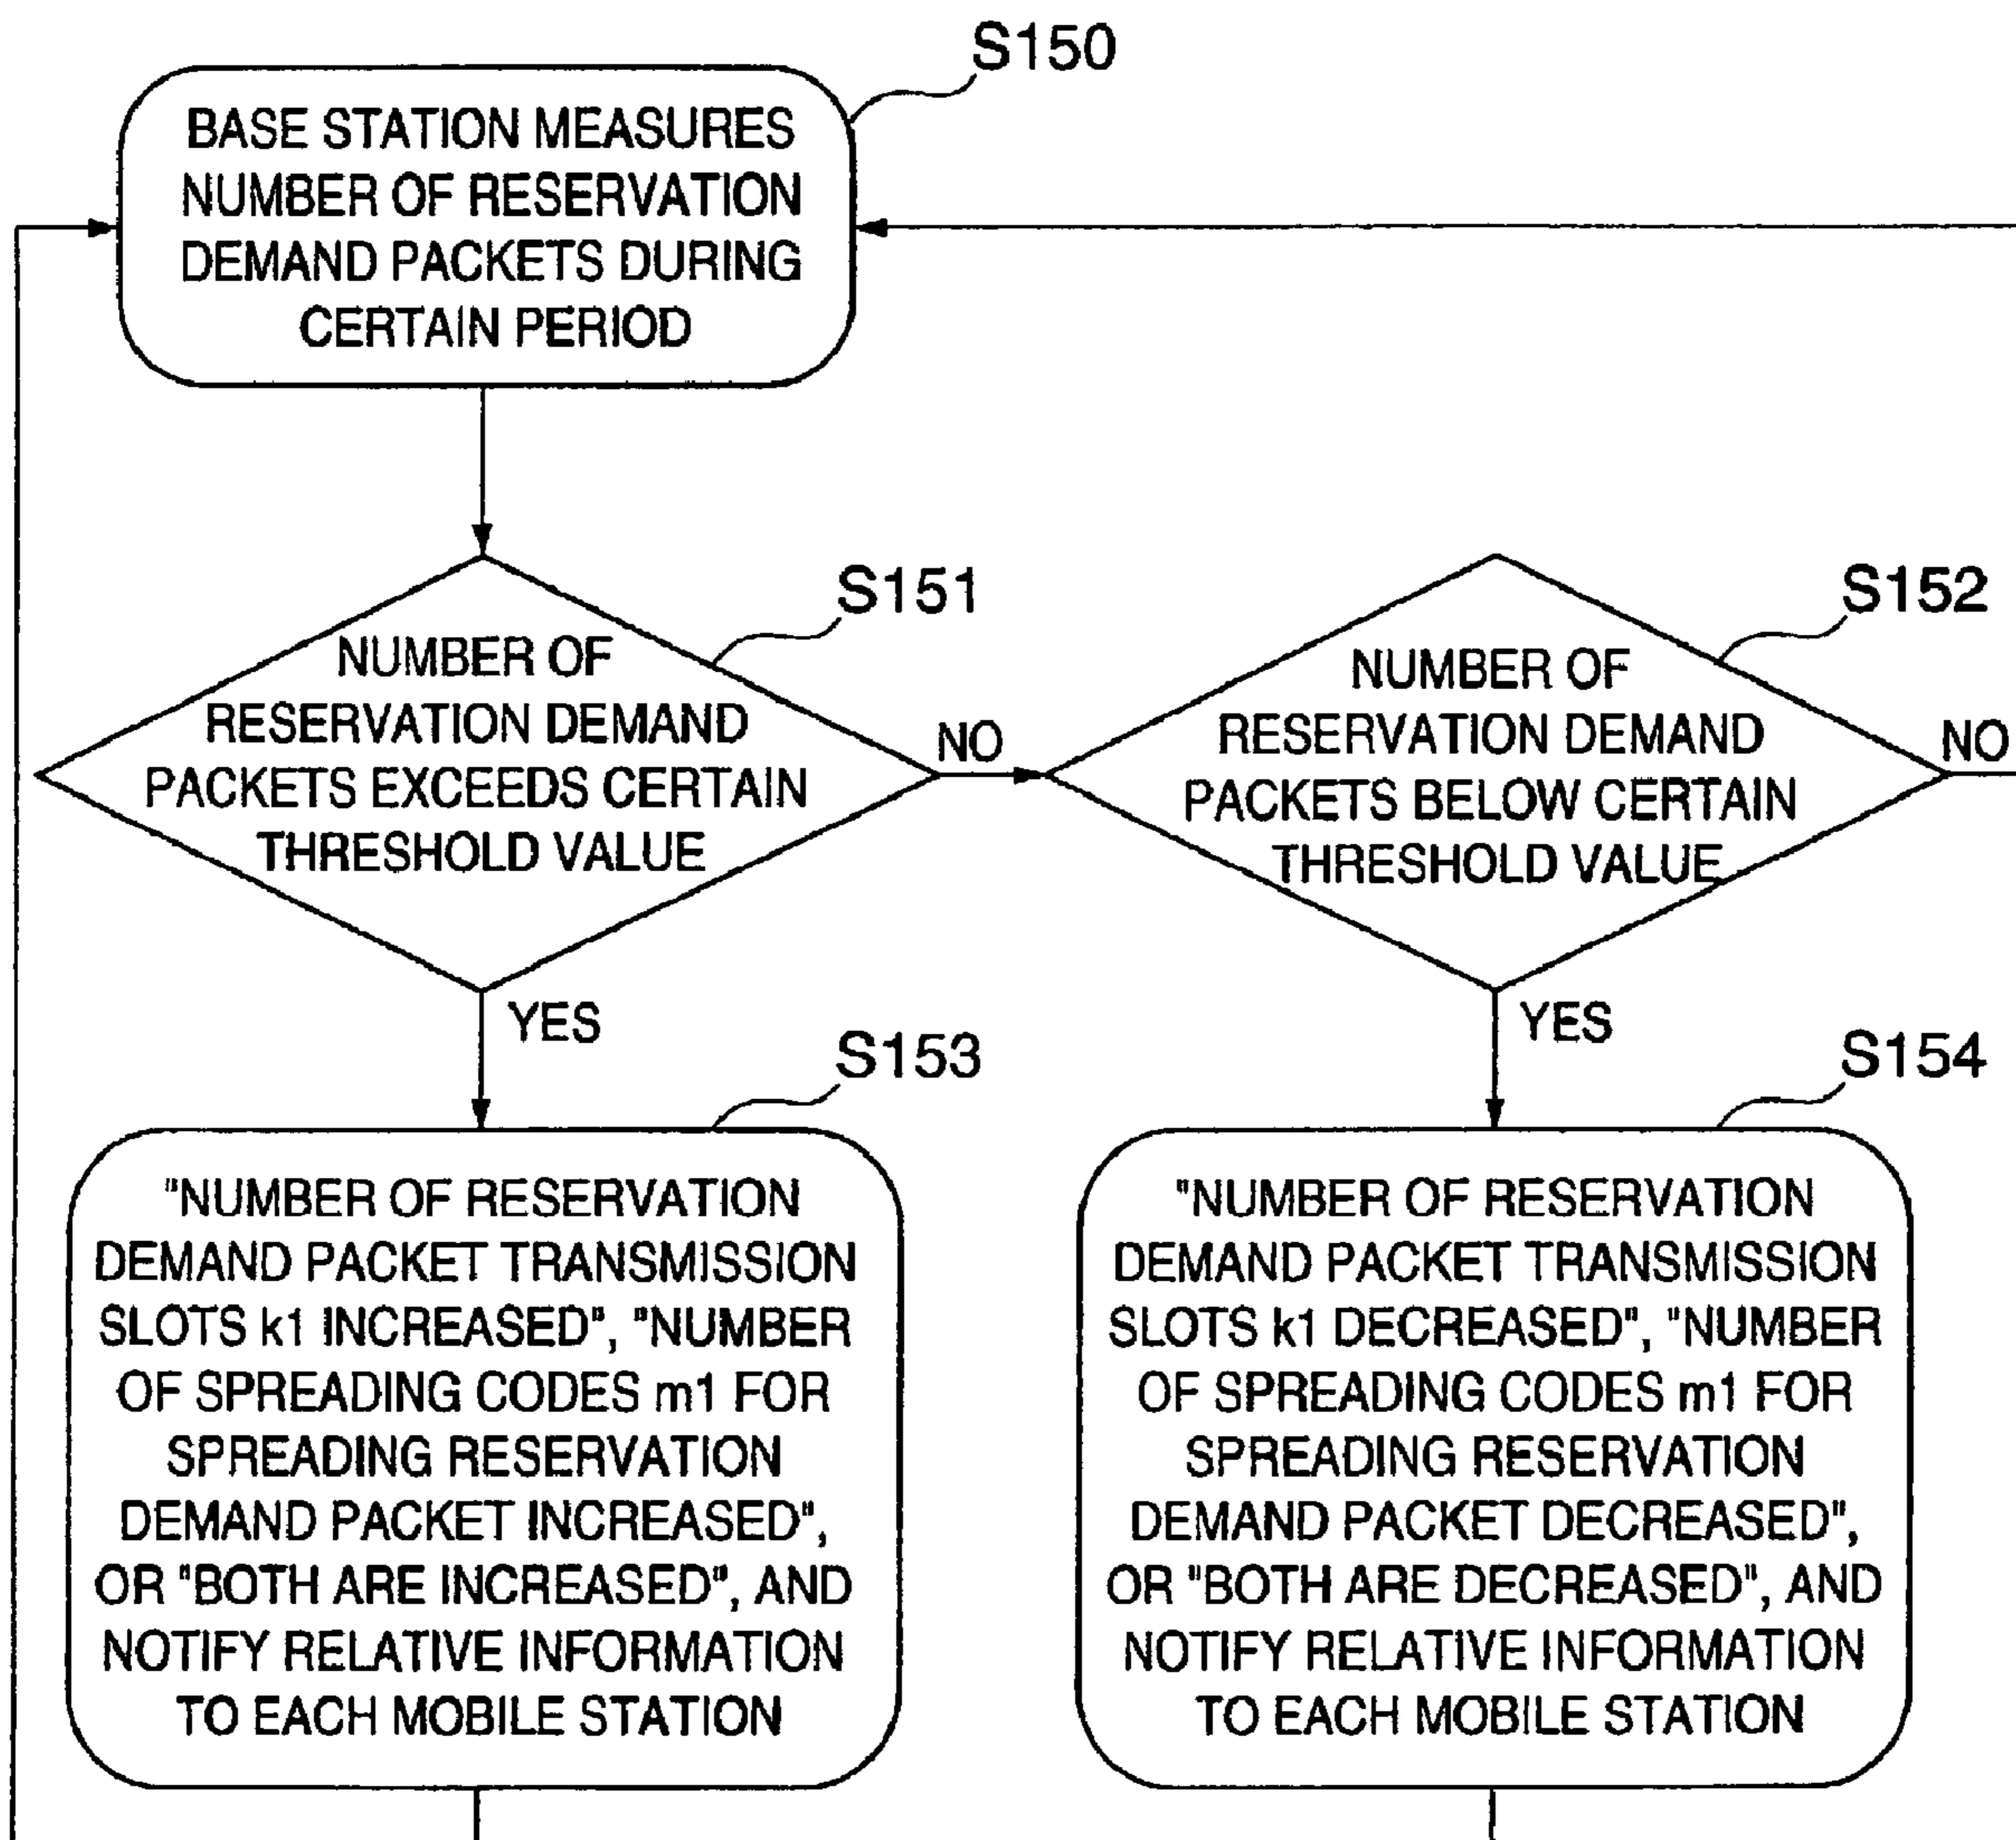 S150
BASE STATION MEASURES
NUMBER OF RESERVATION
DEMAND PACKETS DURING
CERTAIN PERIOD
S151
NUMBER OF
RESERVATION DEMAND
PACKETS EXCEEDS CERTAIN
THRESHOLD VALUE
NO
YES
S152
NUMBER OF
RESERVATION DEMAND
PACKETS BELOW CERTAIN
THRESHOLD VALUE
NO
YES
S153
"NUMBER OF RESERVATION
DEMAND PACKET TRANSMISSION
SLOTS k1 INCREASED", "NUMBER
OF SPREADING CODES m1 FOR
SPREADING RESERVATION
DEMAND PACKET INCREASED",
OR "BOTH ARE INCREASED", AND
NOTIFY RELATIVE INFORMATION
TO EACH MOBILE STATION
S154
"NUMBER OF RESERVATION
DEMAND PACKET TRANSMISSION
SLOTS k1 DECREASED", "NUMBER
OF SPREADING CODES m1 FOR
SPREADING RESERVATION
DEMAND PACKET DECREASED",
OR "BOTH ARE DECREASED", AND
NOTIFY RELATIVE INFORMATION
TO EACH MOBILE STATION